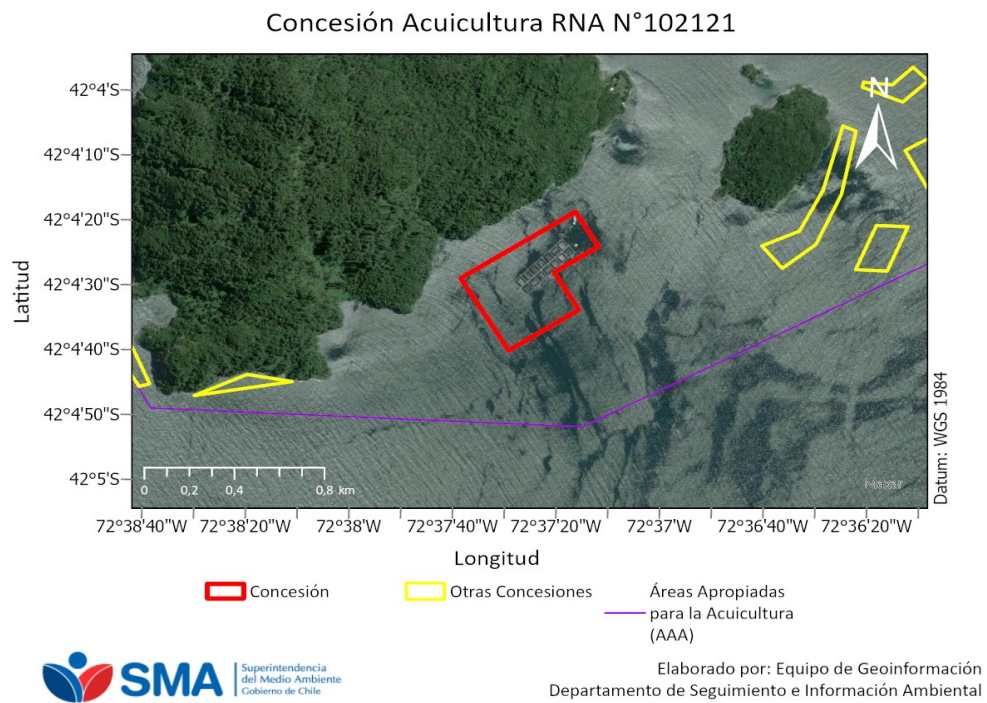 Concesión Acuicultura RNA N°102121
N
42°4'S
42°4'10"S
42°4'20"S
42°4'30"S
42°4'40"S
42°4'50"S
42°5'S
Latitud
Datum: WGS 1984
0 0,2 0,4 0,8 km
Maxar
72°38'40"W 72°38'20"W 72°38'W 72°37'40"W 72°37'20"W 72°37'W 72°36'40"W 72°36'20"W
Longitud
Concesión
Otras Concesiones
Áreas Apropiadas
para la Acuicultura
(AAA)
SMA
Superintendencia
del Medio Ambiente
Gobierno de Chile
Elaborado por: Equipo de Geoinformación
Departamento de Seguimiento e Información Ambiental